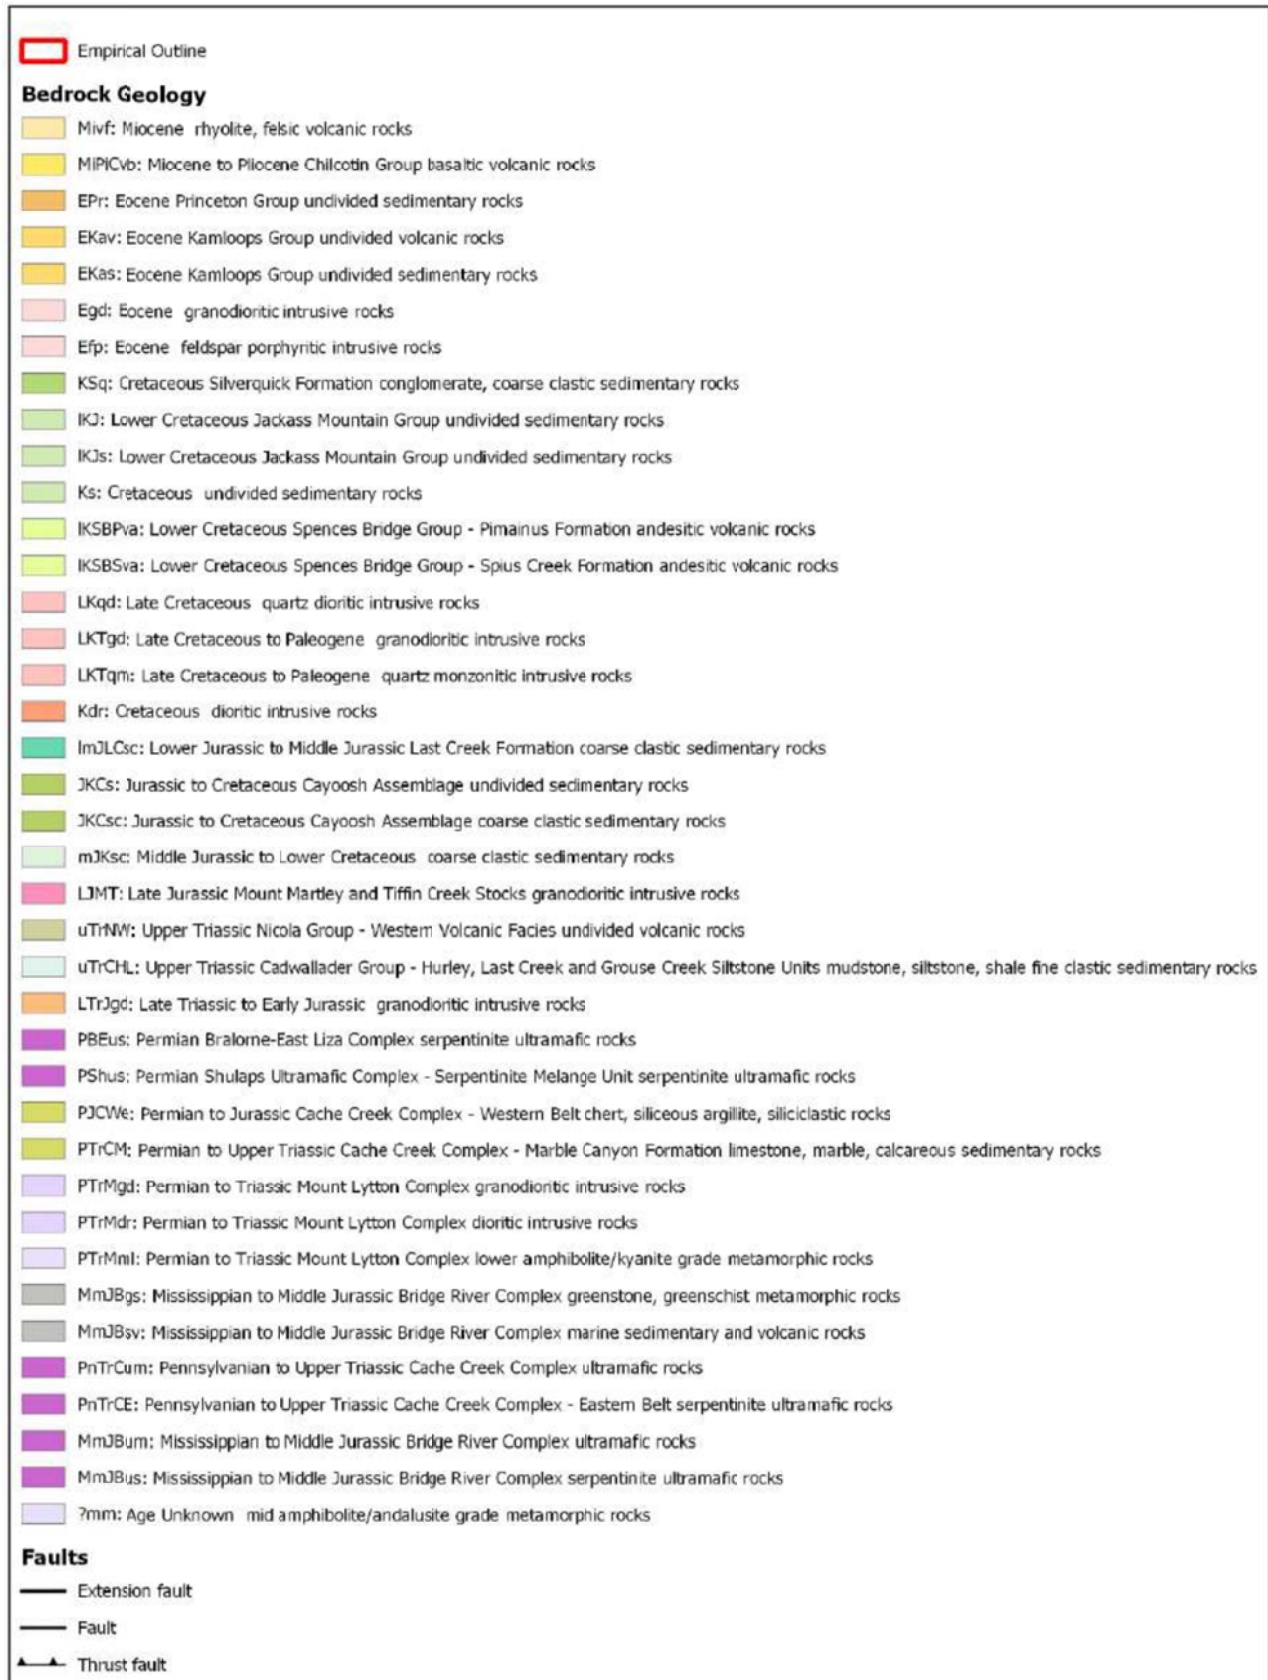 Empirical Outline
Bedrock Geology
Mivf: Miocene rhyolite, felsic volcanic rocks
MiPiCvb: Miocene to Pliocene Chilcotin Group basaltic volcanic rocks
EPr: Eocene Princeton Group undivided sedimentary rocks
EKav: Eocene Kamloops Group undivided volcanic rocks
EKas: Eocene Kamloops Group undivided sedimentary rocks
Egd: Eocene granodioritic intrusive rocks
Efp: Eocene feldspar porphyritic intrusive rocks
KSq: Cretaceous Silverquick Formation conglomerate, coarse clastic sedimentary rocks
lKJ: Lower Cretaceous Jackass Mountain Group undivided sedimentary rocks
lKJs: Lower Cretaceous Jackass Mountain Group undivided sedimentary rocks
Ks: Cretaceous undivided sedimentary rocks
lKSBPva: Lower Cretaceous Spences Bridge Group - Pimainus Formation andesitic volcanic rocks
lKSBSva: Lower Cretaceous Spences Bridge Group - Spius Creek Formation andesitic volcanic rocks
LKqd: Late Cretaceous quartz dioritic intrusive rocks
LKTgd: Late Cretaceous to Paleogene granodioritic intrusive rocks
LKTqm: Late Cretaceous to Paleogene quartz monzonitic intrusive rocks
Kdr: Cretaceous dioritic intrusive rocks
lmJLCsc: Lower Jurassic to Middle Jurassic Last Creek Formation coarse clastic sedimentary rocks
JKCs: Jurassic to Cretaceous Cayoosh Assemblage undivided sedimentary rocks
JKCsc: Jurassic to Cretaceous Cayoosh Assemblage coarse clastic sedimentary rocks
mJKsc: Middle Jurassic to Lower Cretaceous coarse clastic sedimentary rocks
LJMT: Late Jurassic Mount Martley and Tiffin Creek Stocks granodioritic intrusive rocks
uTrNW: Upper Triassic Nicola Group - Western Volcanic Facies undivided volcanic rocks
uTrCHL: Upper Triassic Cadwallader Group - Hurley, Last Creek and Grouse Creek Siltstone Units mudstone, siltstone, shale fine clastic sedimentary rocks
LTrJgd: Late Triassic to Early Jurassic granodioritic intrusive rocks
PBEus: Permian Bralorne-East Liza Complex serpentinite ultramafic rocks
PShus: Permian Shulaps Ultramafic Complex - Serpentinite Melange Unit serpentinite ultramafic rocks
PJCWe: Permian to Jurassic Cache Creek Complex - Western Belt chert, siliceous argillite, siliciclastic rocks
PTrCM: Permian to Upper Triassic Cache Creek Complex - Marble Canyon Formation limestone, marble, calcareous sedimentary rocks
PTrMgd: Permian to Triassic Mount Lytton Complex granodioritic intrusive rocks
PTrMdr: Permian to Triassic Mount Lytton Complex dioritic intrusive rocks
PTrMml: Permian to Triassic Mount Lytton Complex lower amphibolite/kyanite grade metamorphic rocks
MmJBgs: Mississippian to Middle Jurassic Bridge River Complex greenstone, greenschist metamorphic rocks
MmJBsv: Mississippian to Middle Jurassic Bridge River Complex marine sedimentary and volcanic rocks
PnTrCum: Pennsylvanian to Upper Triassic Cache Creek Complex ultramafic rocks
PnTrCE: Pennsylvanian to Upper Triassic Cache Creek Complex - Eastern Belt serpentinite ultramafic rocks
MmJBum: Mississippian to Middle Jurassic Bridge River Complex ultramafic rocks
MmJBus: Mississippian to Middle Jurassic Bridge River Complex serpentinite ultramafic rocks
?mm: Age Unknown mid amphibolite/andalusite grade metamorphic rocks
Faults
Extension fault
Fault
Thrust fault